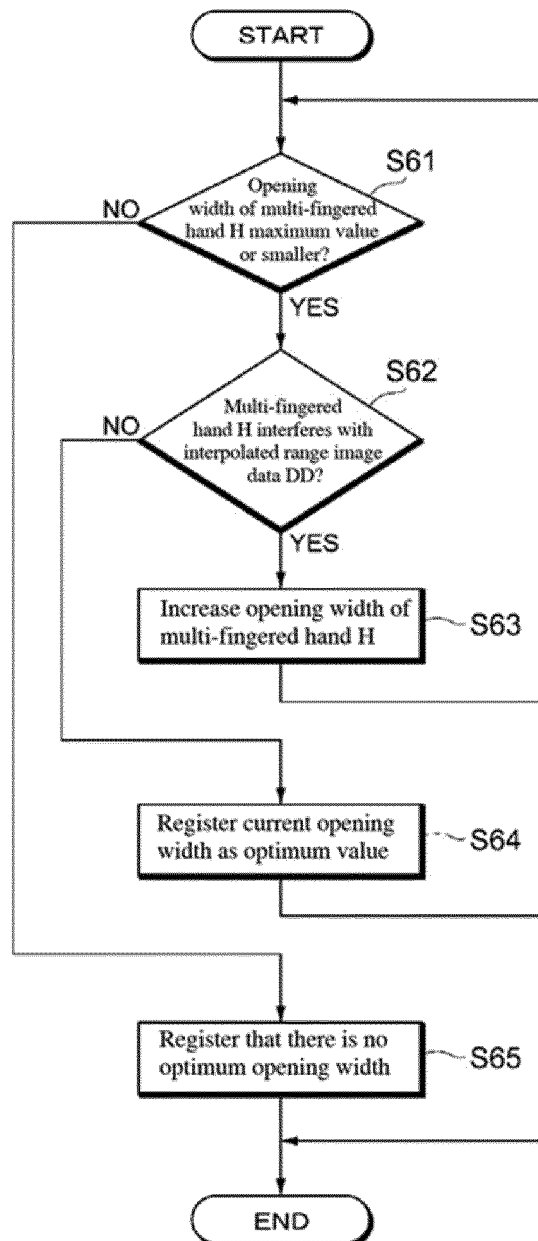 START
S61
Opening
width of multi-fingered
hand H maximum value
or smaller?
NO
YES
S62
Multi-fingered
hand H interferes with
interpolated range image
data DD?
NO
YES
Increase opening width of
multi-fingered hand H
S63
Register current opening
width as optimum value
S64
Register that there is no
optimum opening width
S65
END